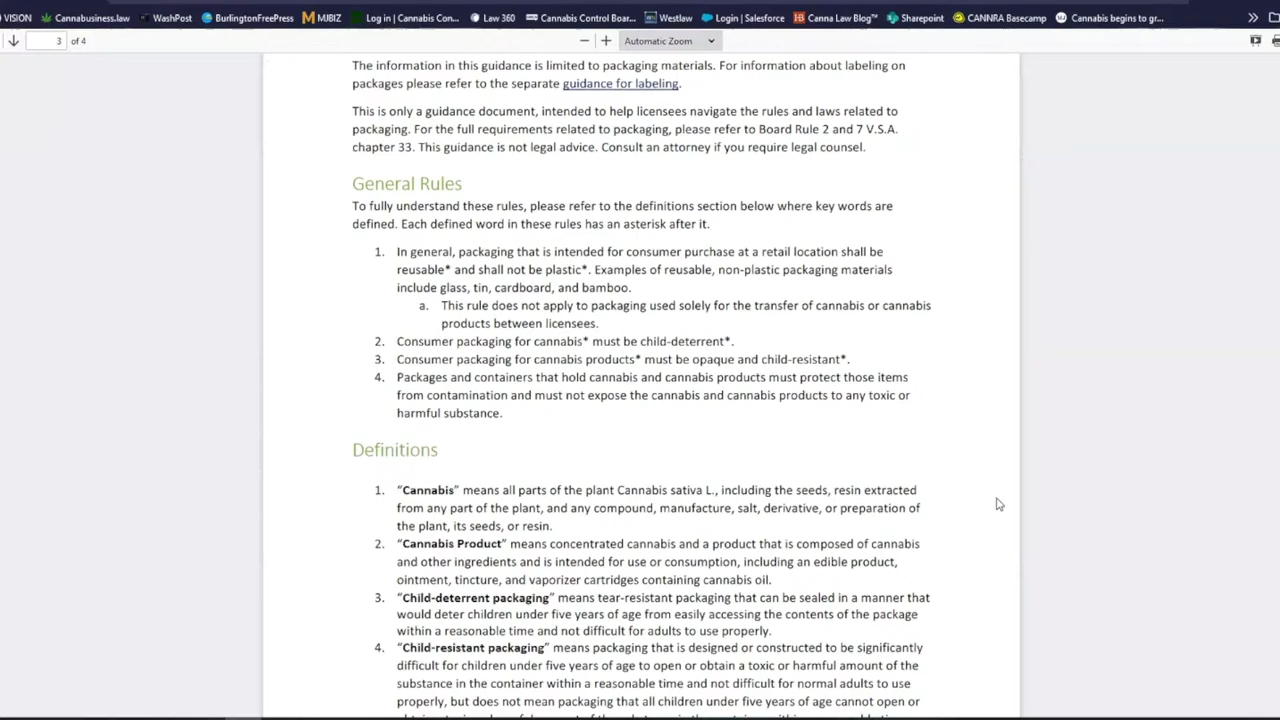 VISION Cannabusiness.law WashPost BurlingtonFreePress MJBIZ Log in | Cannabis Con... Law 360 Cannabis Control Boar... Westlaw Login | Salesforce Canna Law Blog™ Sharepoint CANNRA Basecamp Cannabis begins to gr...
3 of 4 Automatic Zoom
The information in this guidance is limited to packaging materials. For information about labeling on
packages please refer to the separate guidance for labeling.
This is only a guidance document, intended to help licensees navigate the rules and laws related to
packaging. For the full requirements related to packaging, please refer to Board Rule 2 and 7 V.S.A.
chapter 33. This guidance is not legal advice. Consult an attorney if you require legal counsel.
General Rules
To fully understand these rules, please refer to the definitions section below where key words are
defined. Each defined word in these rules has an asterisk after it.
1. In general, packaging that is intended for consumer purchase at a retail location shall be
reusable* and shall not be plastic*. Examples of reusable, non-plastic packaging materials
include glass, tin, cardboard, and bamboo.
a. This rule does not apply to packaging used solely for the transfer of cannabis or cannabis
products between licensees.
2. Consumer packaging for cannabis* must be child-deterrent*.
3. Consumer packaging for cannabis products* must be opaque and child-resistant*.
4. Packages and containers that hold cannabis and cannabis products must protect those items
from contamination and must not expose the cannabis and cannabis products to any toxic or
harmful substance.
Definitions
1. “Cannabis” means all parts of the plant Cannabis sativa L., including the seeds, resin extracted
from any part of the plant, and any compound, manufacture, salt, derivative, or preparation of
the plant, its seeds, or resin.
2. “Cannabis Product” means concentrated cannabis and a product that is composed of cannabis
and other ingredients and is intended for use or consumption, including an edible product,
ointment, tincture, and vaporizer cartridges containing cannabis oil.
3. “Child-deterrent packaging” means tear-resistant packaging that can be sealed in a manner that
would deter children under five years of age from easily accessing the contents of the package
within a reasonable time and not difficult for adults to use properly.
4. “Child-resistant packaging” means packaging that is designed or constructed to be significantly
difficult for children under five years of age to open or obtain a toxic or harmful amount of the
substance in the container within a reasonable time and not difficult for normal adults to use
properly, but does not mean packaging that all children under five years of age cannot open or